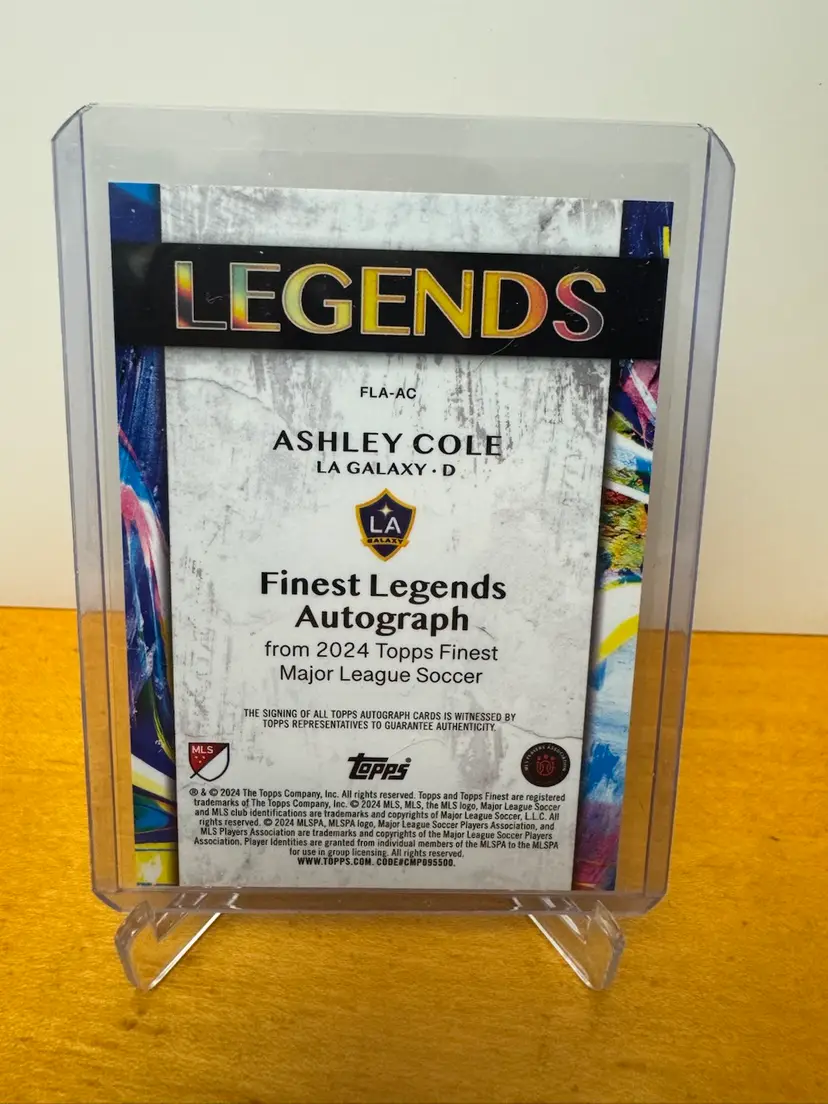 LEGENDS
FLA-AC
ASHLEY COLE
LA GALAXY • D
LA
GALAXY
Finest Legends
Autograph
from 2024 Topps Finest
Major League Soccer
THE SIGNING OF ALL TOPPS AUTOGRAPH CARDS IS WITNESSED BY
TOPPS REPRESENTATIVES TO GUARANTEE AUTHENTICITY.
MLS
Topps
MLS PLAYERS ASSOCIATION
® & © 2024 The Topps Company, Inc. All rights reserved. Topps and Topps Finest are registered
trademarks of The Topps Company, Inc. © 2024 MLS, MLS, the MLS logo, Major League Soccer
and MLS club identifications are trademarks and copyrights of Major League Soccer, L.L.C. All
rights reserved. © 2024 MLSPA, MLSPA logo, Major League Soccer Players Association, and
MLS Players Association are trademarks and copyrights of the Major League Soccer Players
Association. Player Identities are granted from individual members of the MLSPA to the MLSPA
for use in group licensing. All rights reserved.
WWW.TOPPS.COM. CODE#CMP095500.